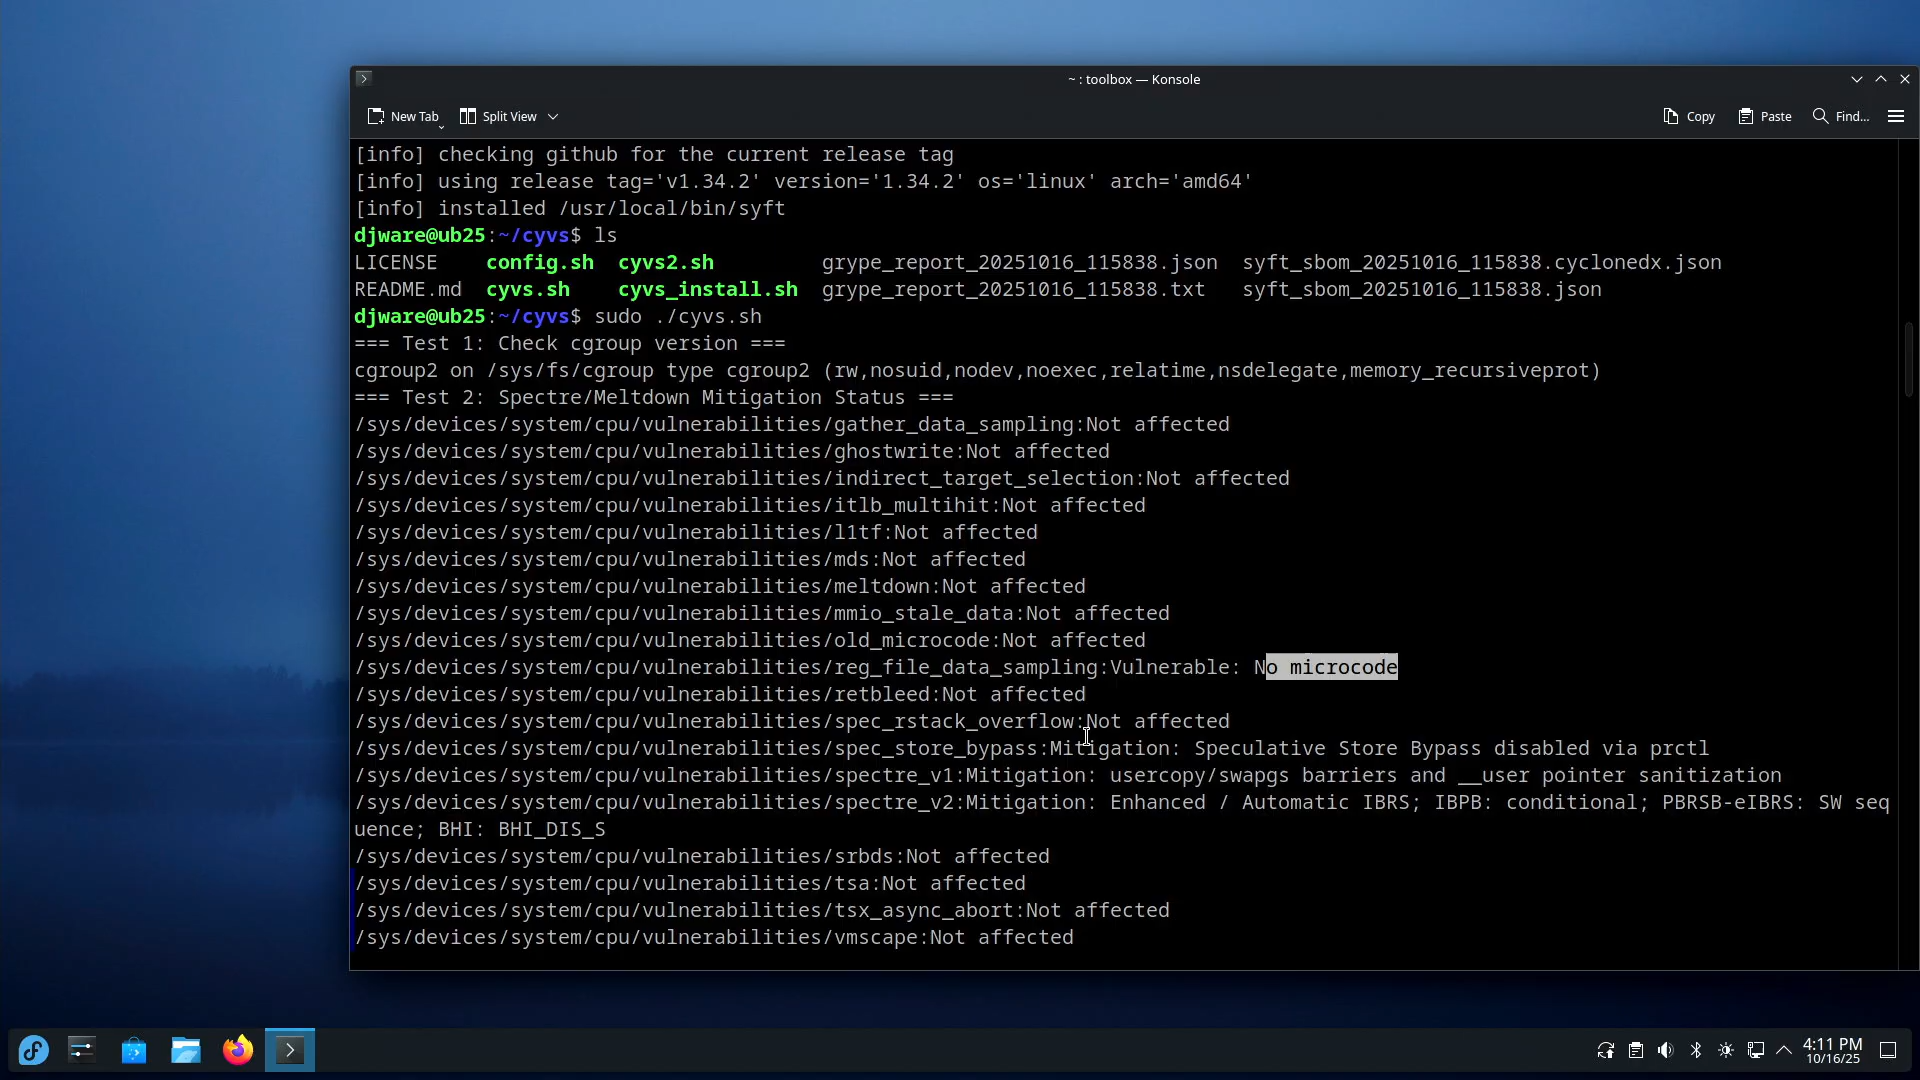 ~ : toolbox — Konsole
New Tab
Split View
Copy
Paste
Find...
[info] checking github for the current release tag
[info] using release tag='v1.34.2' version='1.34.2' os='linux' arch='amd64'
[info] installed /usr/local/bin/syft
djware@ub25:~/cyvs$ ls
LICENSE config.sh cyvs2.sh grype_report_20251016_115838.json syft_sbom_20251016_115838.cyclonedx.json
README.md cyvs.sh cyvs_install.sh grype_report_20251016_115838.txt syft_sbom_20251016_115838.json
djware@ub25:~/cyvs$ sudo ./cyvs.sh
=== Test 1: Check cgroup version ===
cgroup2 on /sys/fs/cgroup type cgroup2 (rw,nosuid,nodev,noexec,relatime,nsdelegate,memory_recursiveprot)
=== Test 2: Spectre/Meltdown Mitigation Status ===
/sys/devices/system/cpu/vulnerabilities/gather_data_sampling:Not affected
/sys/devices/system/cpu/vulnerabilities/ghostwrite:Not affected
/sys/devices/system/cpu/vulnerabilities/indirect_target_selection:Not affected
/sys/devices/system/cpu/vulnerabilities/itlb_multihit:Not affected
/sys/devices/system/cpu/vulnerabilities/l1tf:Not affected
/sys/devices/system/cpu/vulnerabilities/mds:Not affected
/sys/devices/system/cpu/vulnerabilities/meltdown:Not affected
/sys/devices/system/cpu/vulnerabilities/mmio_stale_data:Not affected
/sys/devices/system/cpu/vulnerabilities/old_microcode:Not affected
/sys/devices/system/cpu/vulnerabilities/reg_file_data_sampling:Vulnerable: No microcode
/sys/devices/system/cpu/vulnerabilities/retbleed:Not affected
/sys/devices/system/cpu/vulnerabilities/spec_rstack_overflow:Not affected
/sys/devices/system/cpu/vulnerabilities/spec_store_bypass:Mitigation: Speculative Store Bypass disabled via prctl
/sys/devices/system/cpu/vulnerabilities/spectre_v1:Mitigation: usercopy/swapgs barriers and __user pointer sanitization
/sys/devices/system/cpu/vulnerabilities/spectre_v2:Mitigation: Enhanced / Automatic IBRS; IBPB: conditional; PBRSB-eIBRS: SW seq
uence; BHI: BHI_DIS_S
/sys/devices/system/cpu/vulnerabilities/srbds:Not affected
/sys/devices/system/cpu/vulnerabilities/tsa:Not affected
/sys/devices/system/cpu/vulnerabilities/tsx_async_abort:Not affected
/sys/devices/system/cpu/vulnerabilities/vmscape:Not affected
4:11 PM
10/16/25